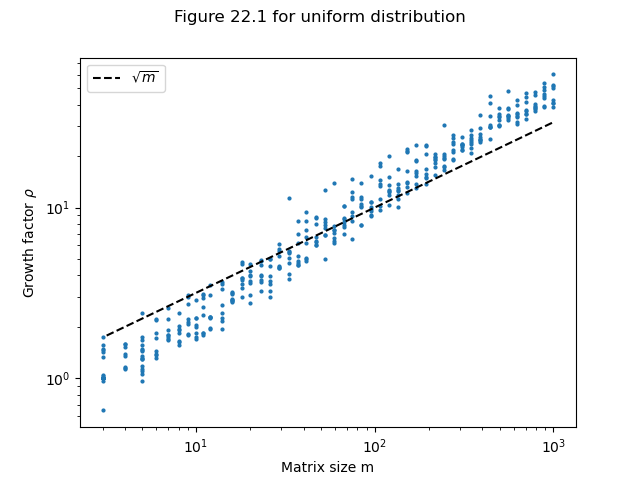 Figure 22.1 for uniform distribution
√m
Growth factor ρ
10¹
10⁰
10¹
10²
10³
Matrix size m